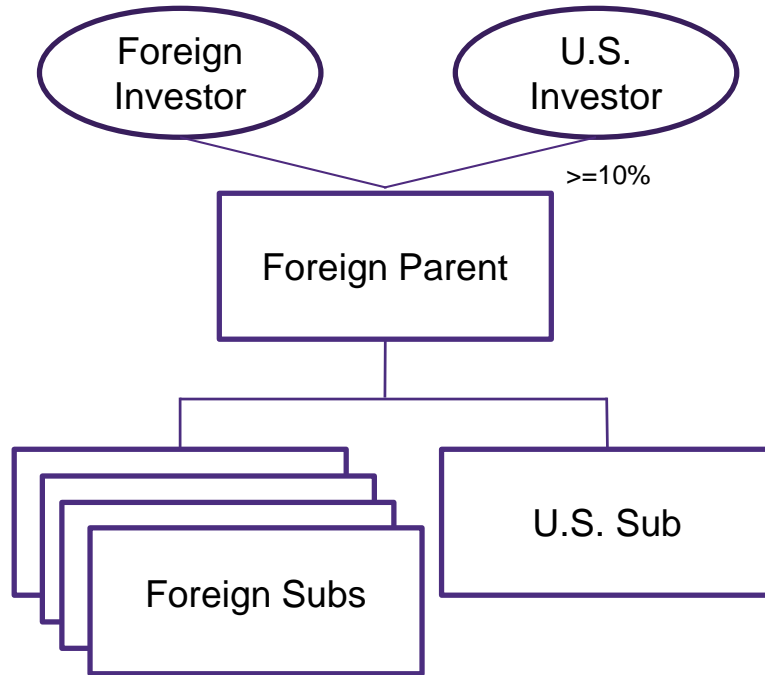 Foreign
Investor
U.S.
Investor
>=10%
Foreign Parent
U.S. Sub
Foreign Subs